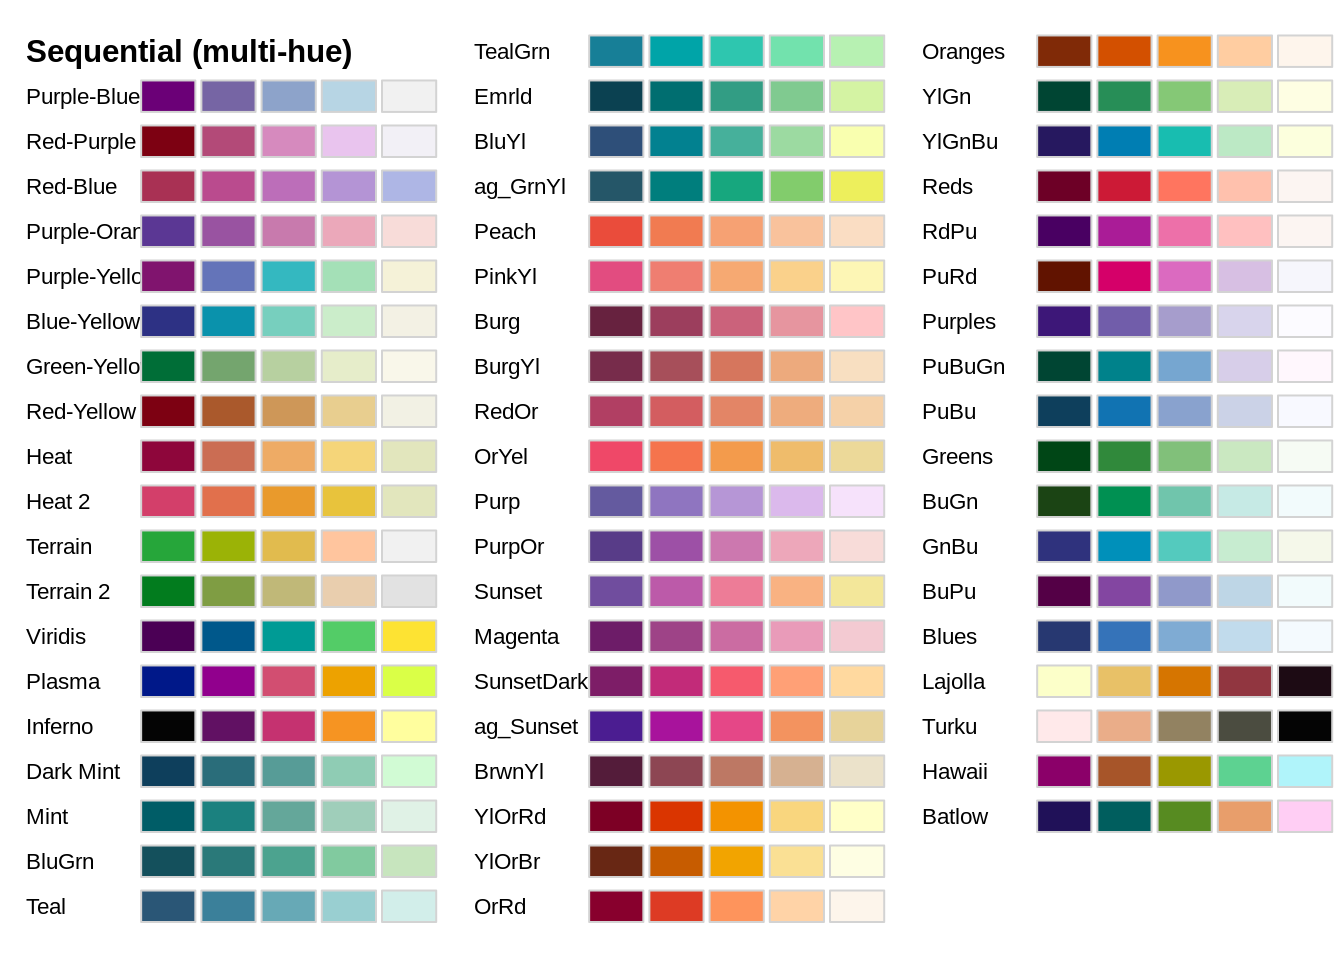 Sequential (multi-hue)
Purple-Blue
Red-Purple
Red-Blue
Purple-Oran
Purple-Yello
Blue-Yellow
Green-Yello
Red-Yellow
Heat
Heat 2
Terrain
Terrain 2
Viridis
Plasma
Inferno
Dark Mint
Mint
BluGrn
Teal
TealGrn
Emrld
BluYl
ag_GrnYl
Peach
PinkYl
Burg
BurgYl
RedOr
OrYel
Purp
PurpOr
Sunset
Magenta
SunsetDark
ag_Sunset
BrwnYl
YlOrRd
YlOrBr
OrRd
Oranges
YlGn
YlGnBu
Reds
RdPu
PuRd
Purples
PuBuGn
PuBu
Greens
BuGn
GnBu
BuPu
Blues
Lajolla
Turku
Hawaii
Batlow